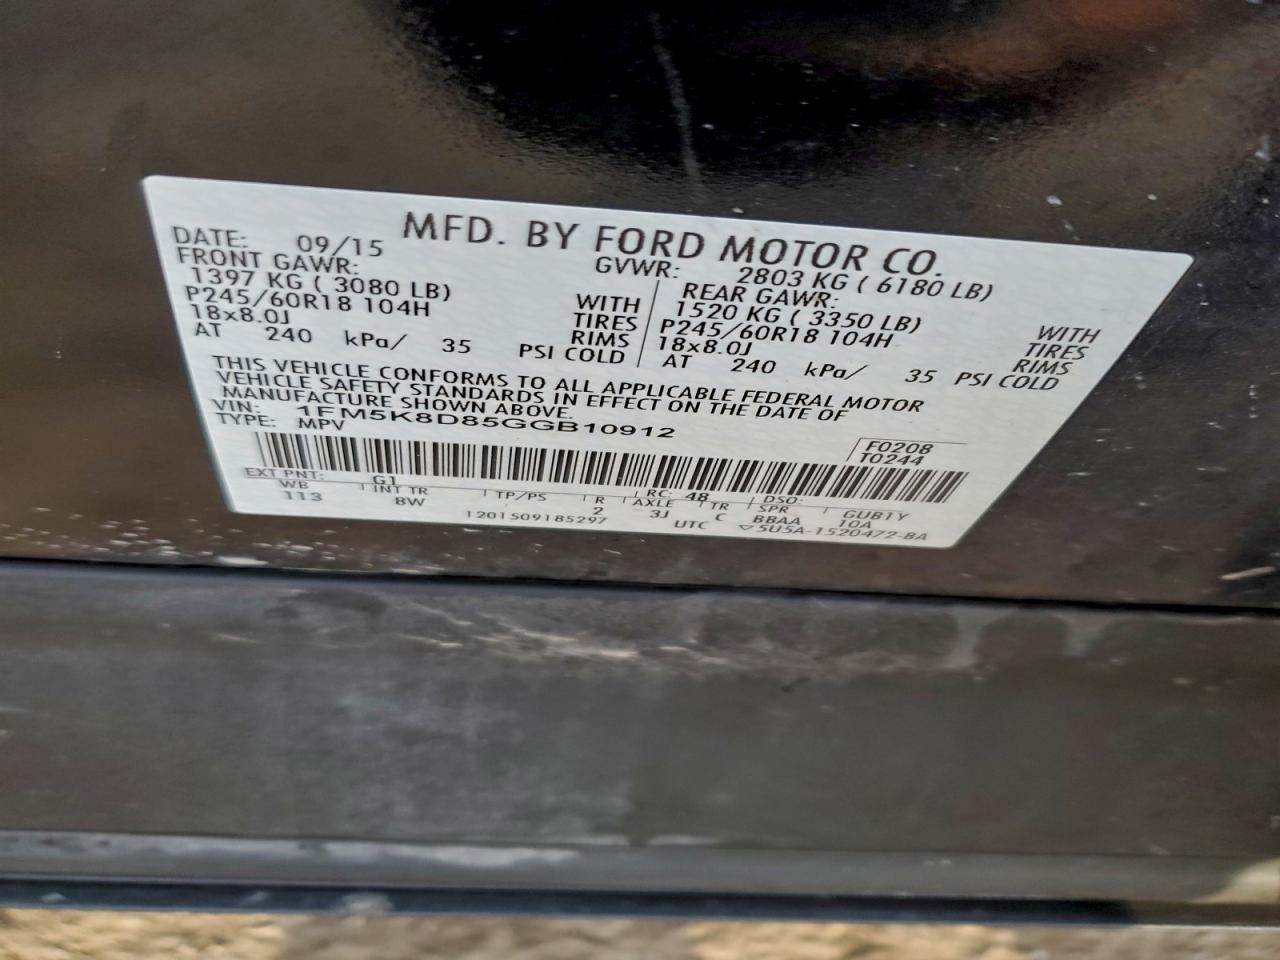 MFD. BY FORD MOTOR CO.
DATE: 09/15 GVWR: 2803 KG ( 6180 LB)
FRONT GAWR: REAR GAWR:
1397 KG ( 3080 LB) WITH 1520 KG ( 3350 LB) WITH
P245/60R18 104H TIRES P245/60R18 104H TIRES
18x8.0J RIMS 18x8.0J RIMS
AT 240 kPa/ 35 PSI COLD AT 240 kPa/ 35 PSI COLD
THIS VEHICLE CONFORMS TO ALL APPLICABLE FEDERAL MOTOR
VEHICLE SAFETY STANDARDS IN EFFECT ON THE DATE OF
MANUFACTURE SHOWN ABOVE.
VIN: 1FM5K8D85GGB10912
TYPE: MPV
F0208
T0244
EXT PNT: G1 RC: 48 DSO:
WB INT TR TP/PS R AXLE TR SPR GUB1Y
113 8W 2 3J C BBAA 10A
1201509185297 UTC ▽5U5A-1520472-BA